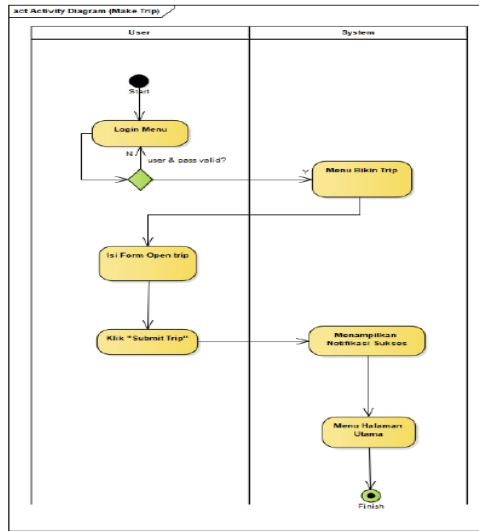 act Activity Diagram (Make Trip)
User
System
Start
Login Menu
N
user & pass valid?
Y
Menu Bikin Trip
Isi Form Open trip
Klik "Submit Trip"
Menampilkan
Notifikasi Sukses
Menu Halaman
Utama
Finish